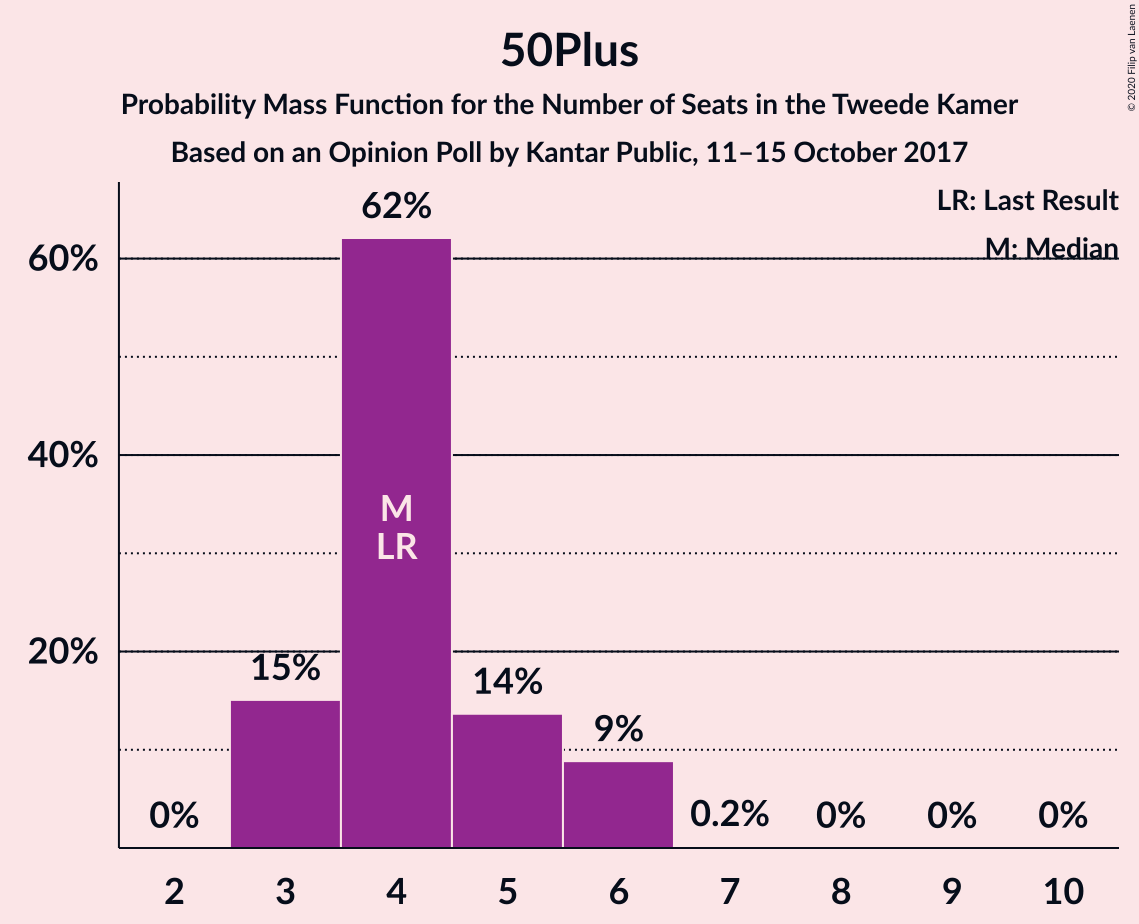 50Plus
Probability Mass Function for the Number of Seats in the Tweede Kamer
Based on an Opinion Poll by Kantar Public, 11–15 October 2017
© 2020 Filip van Laenen
LR: Last Result
M: Median
60%
40%
20%
0%
15%
62%
M
LR
14%
9%
0.2%
0%
0%
0%
2 3 4 5 6 7 8 9 10